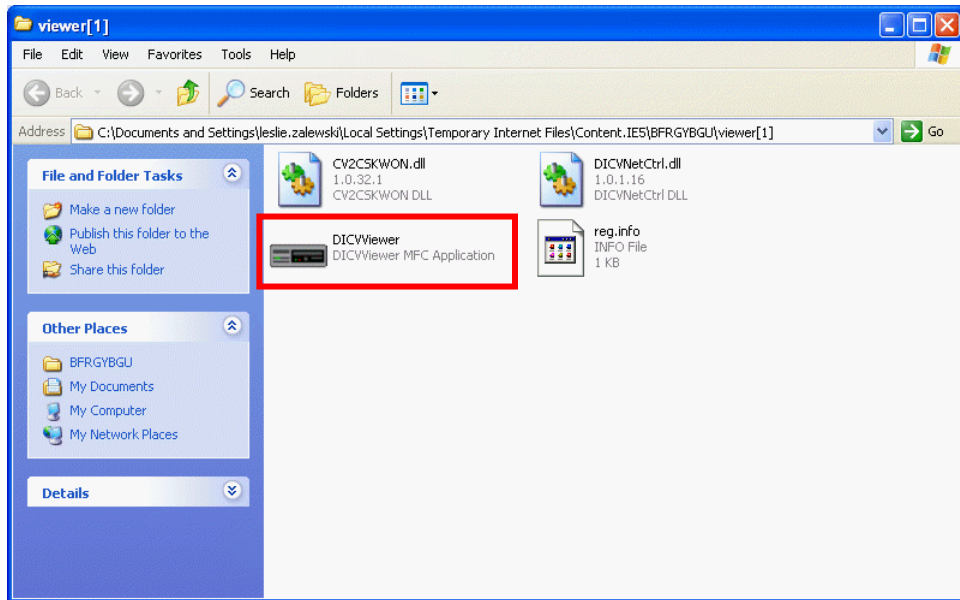 viewer[1]
File Edit View Favorites Tools Help
Back Search Folders
Address C:\Documents and Settings\leslie.zalewski\Local Settings\Temporary Internet Files\Content.IE5\BFRGYBGU\viewer[1] Go
File and Folder Tasks
Make a new folder
Publish this folder to the
Web
Share this folder
Other Places
BFRGYBGU
My Documents
My Computer
My Network Places
Details
CV2CSKWON.dll
1.0.32.1
CV2CSKWON DLL
DICVNetCtrl.dll
1.0.1.16
DICVNetCtrl DLL
DICVViewer
DICVViewer MFC Application
reg.info
INFO File
1 KB